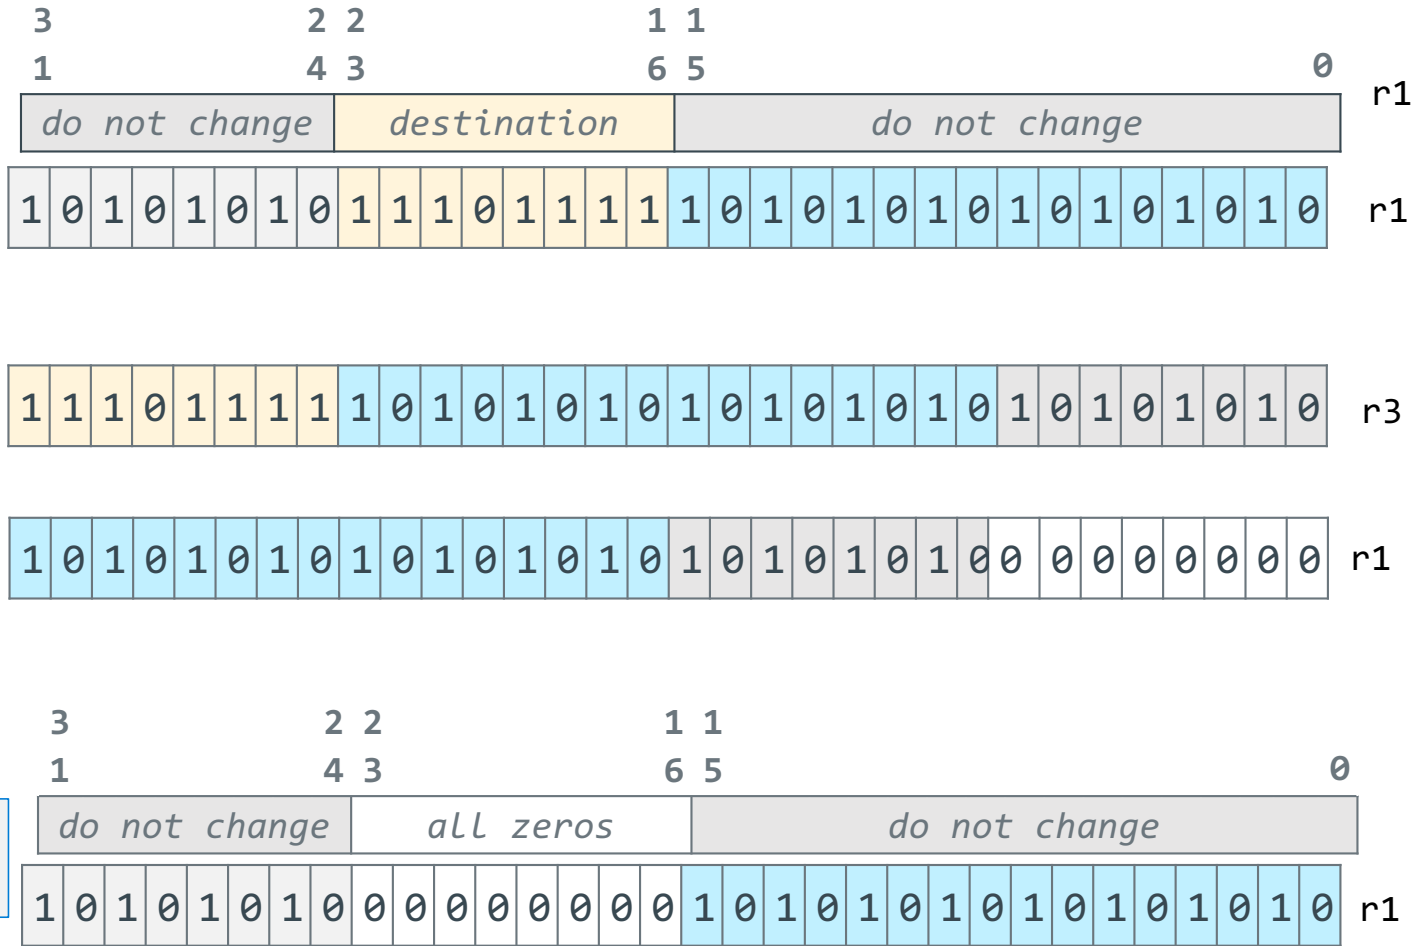 3 2 2 1 1
1 4 3 6 5 0
do not change destination do not change r1
1 0 1 0 1 0 1 0 1 1 1 0 1 1 1 1 1 0 1 0 1 0 1 0 1 0 1 0 1 0 1 0 r1
1 1 1 0 1 1 1 1 1 0 1 0 1 0 1 0 1 0 1 0 1 0 1 0 1 0 1 0 1 0 1 0 r3
1 0 1 0 1 0 1 0 1 0 1 0 1 0 1 0 1 0 1 0 1 0 1 0 0 0 0 0 0 0 0 0 r1
3 2 2 1 1
1 4 3 6 5 0
do not change all zeros do not change
1 0 1 0 1 0 1 0 0 0 0 0 0 0 0 0 1 0 1 0 1 0 1 0 1 0 1 0 1 0 1 0 r1